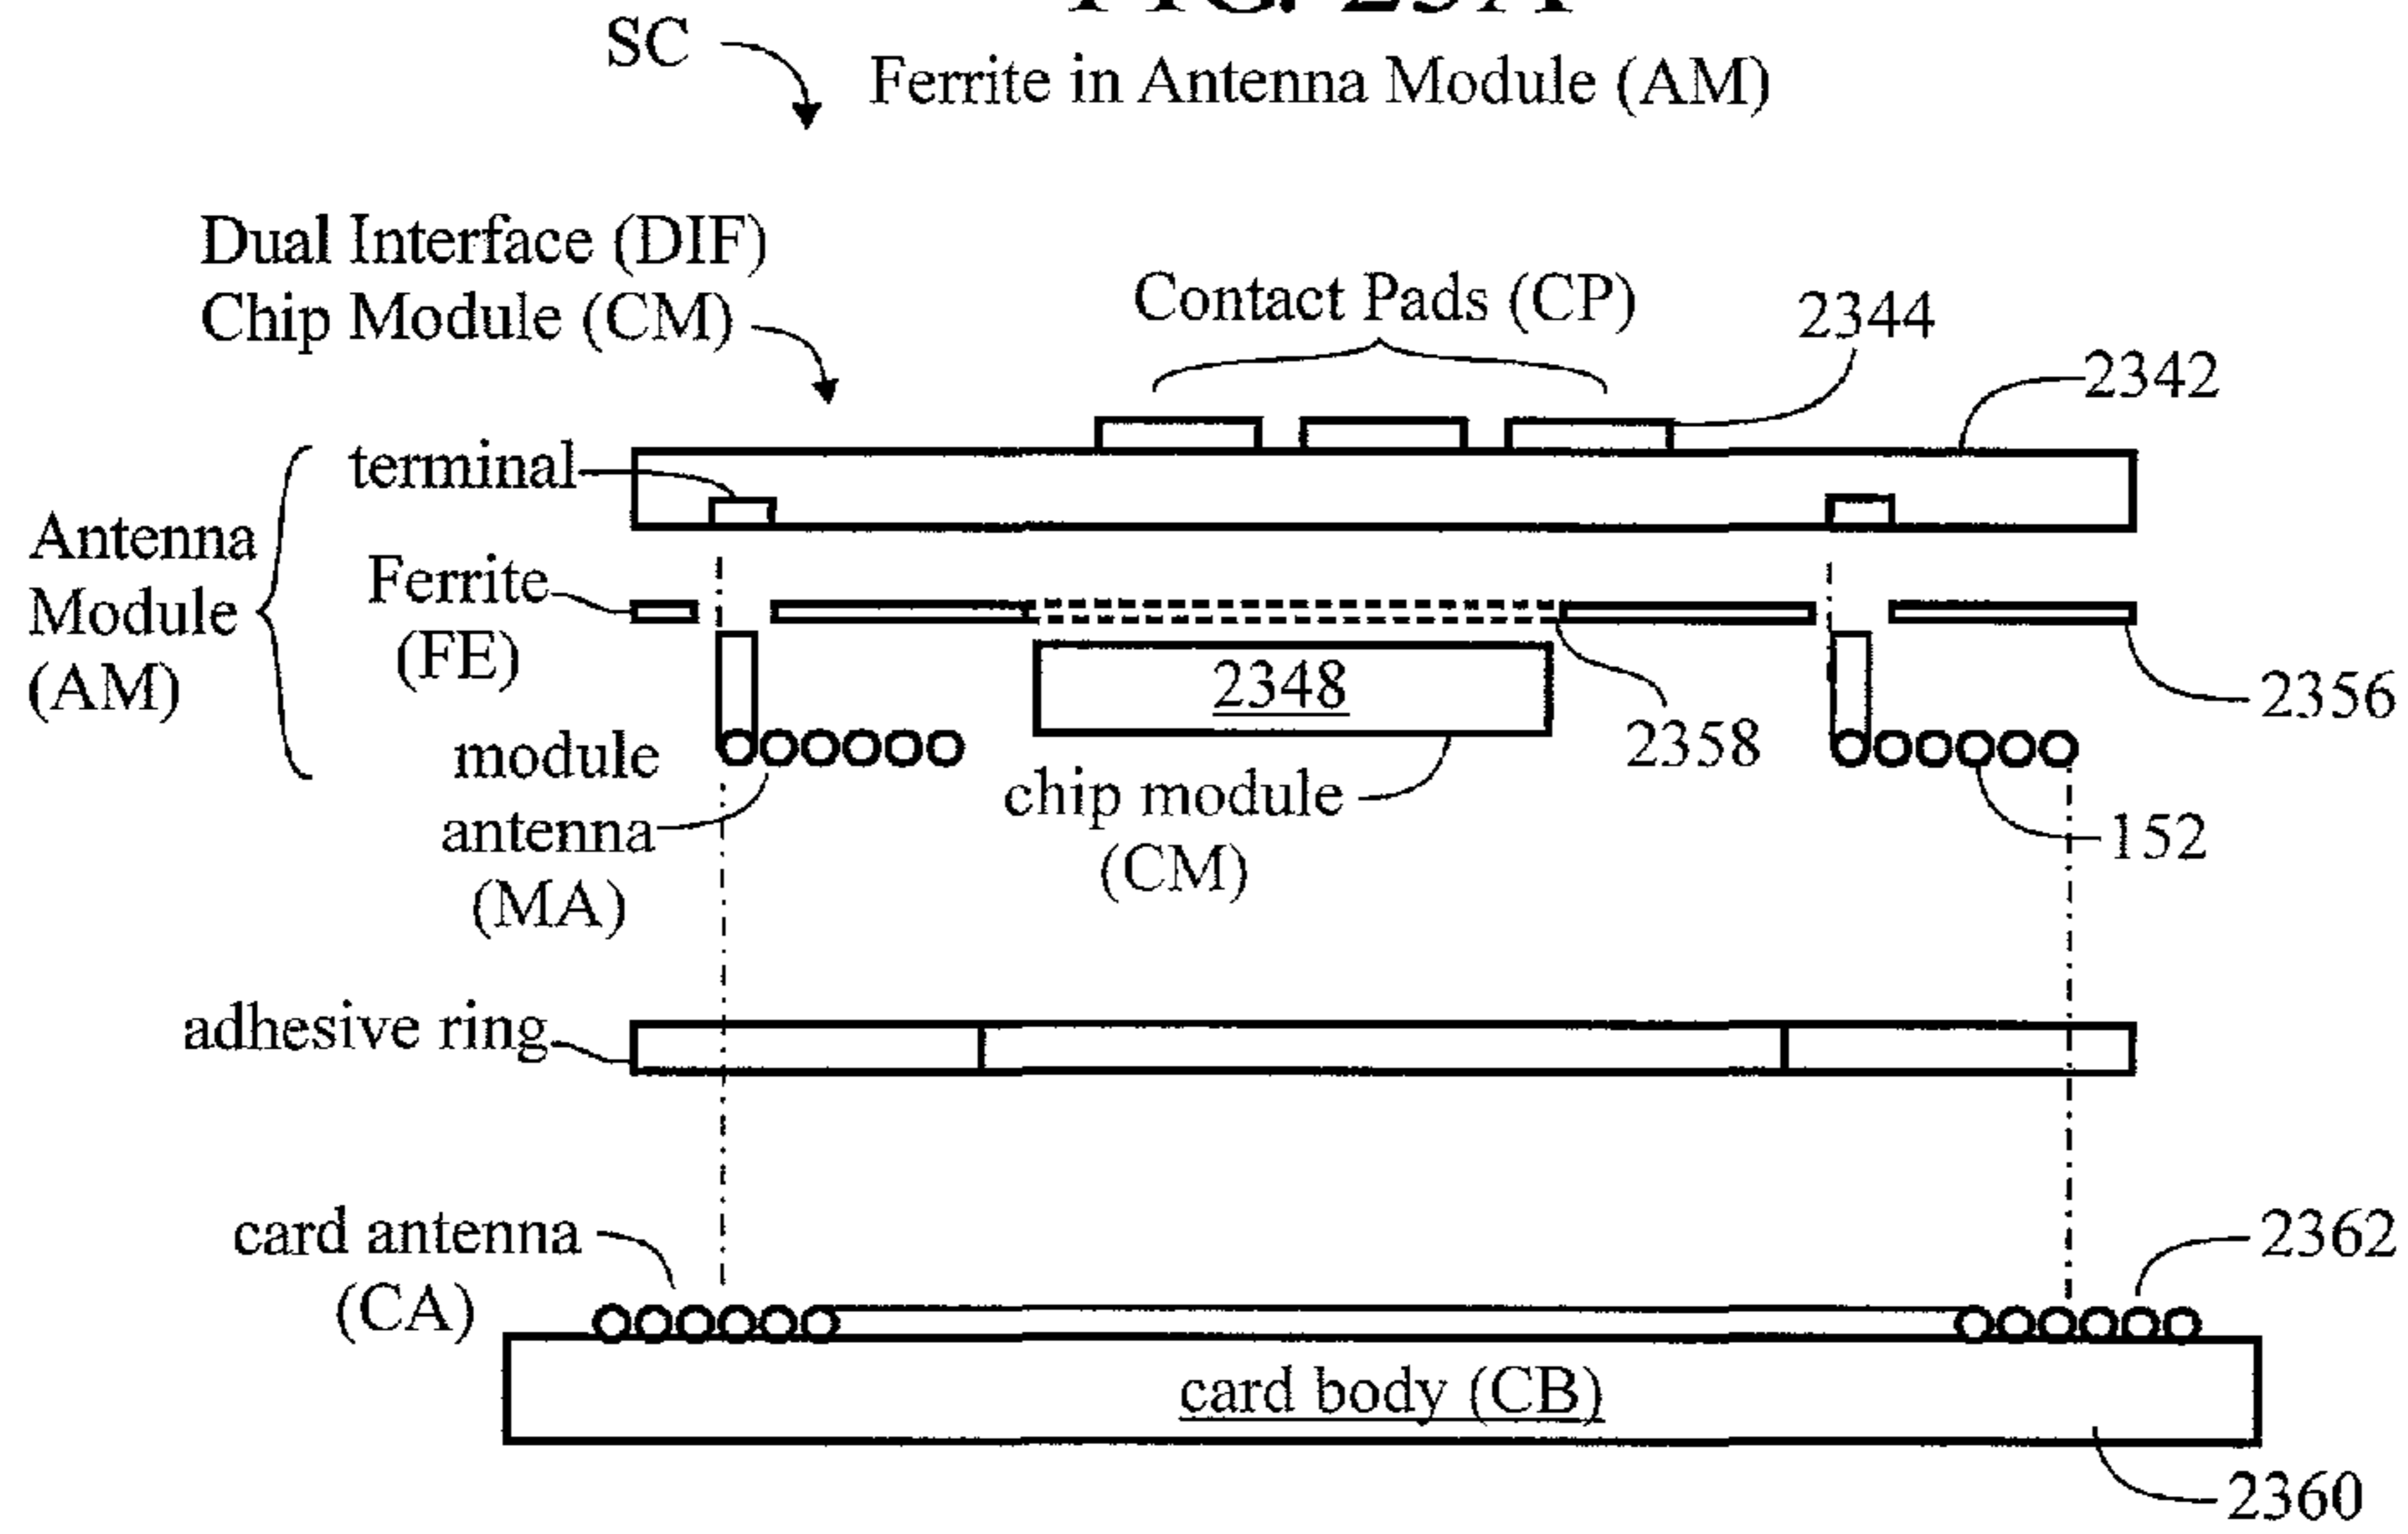 SC
Ferrite in Antenna Module (AM)
Dual Interface (DIF)
Chip Module (CM)
Contact Pads (CP)
2344
2342
terminal
Antenna
Module
(AM)
Ferrite
(FE)
2348
2358
2356
module
antenna
(MA)
chip module
(CM)
152
adhesive ring
card antenna
(CA)
2362
card body (CB)
2360